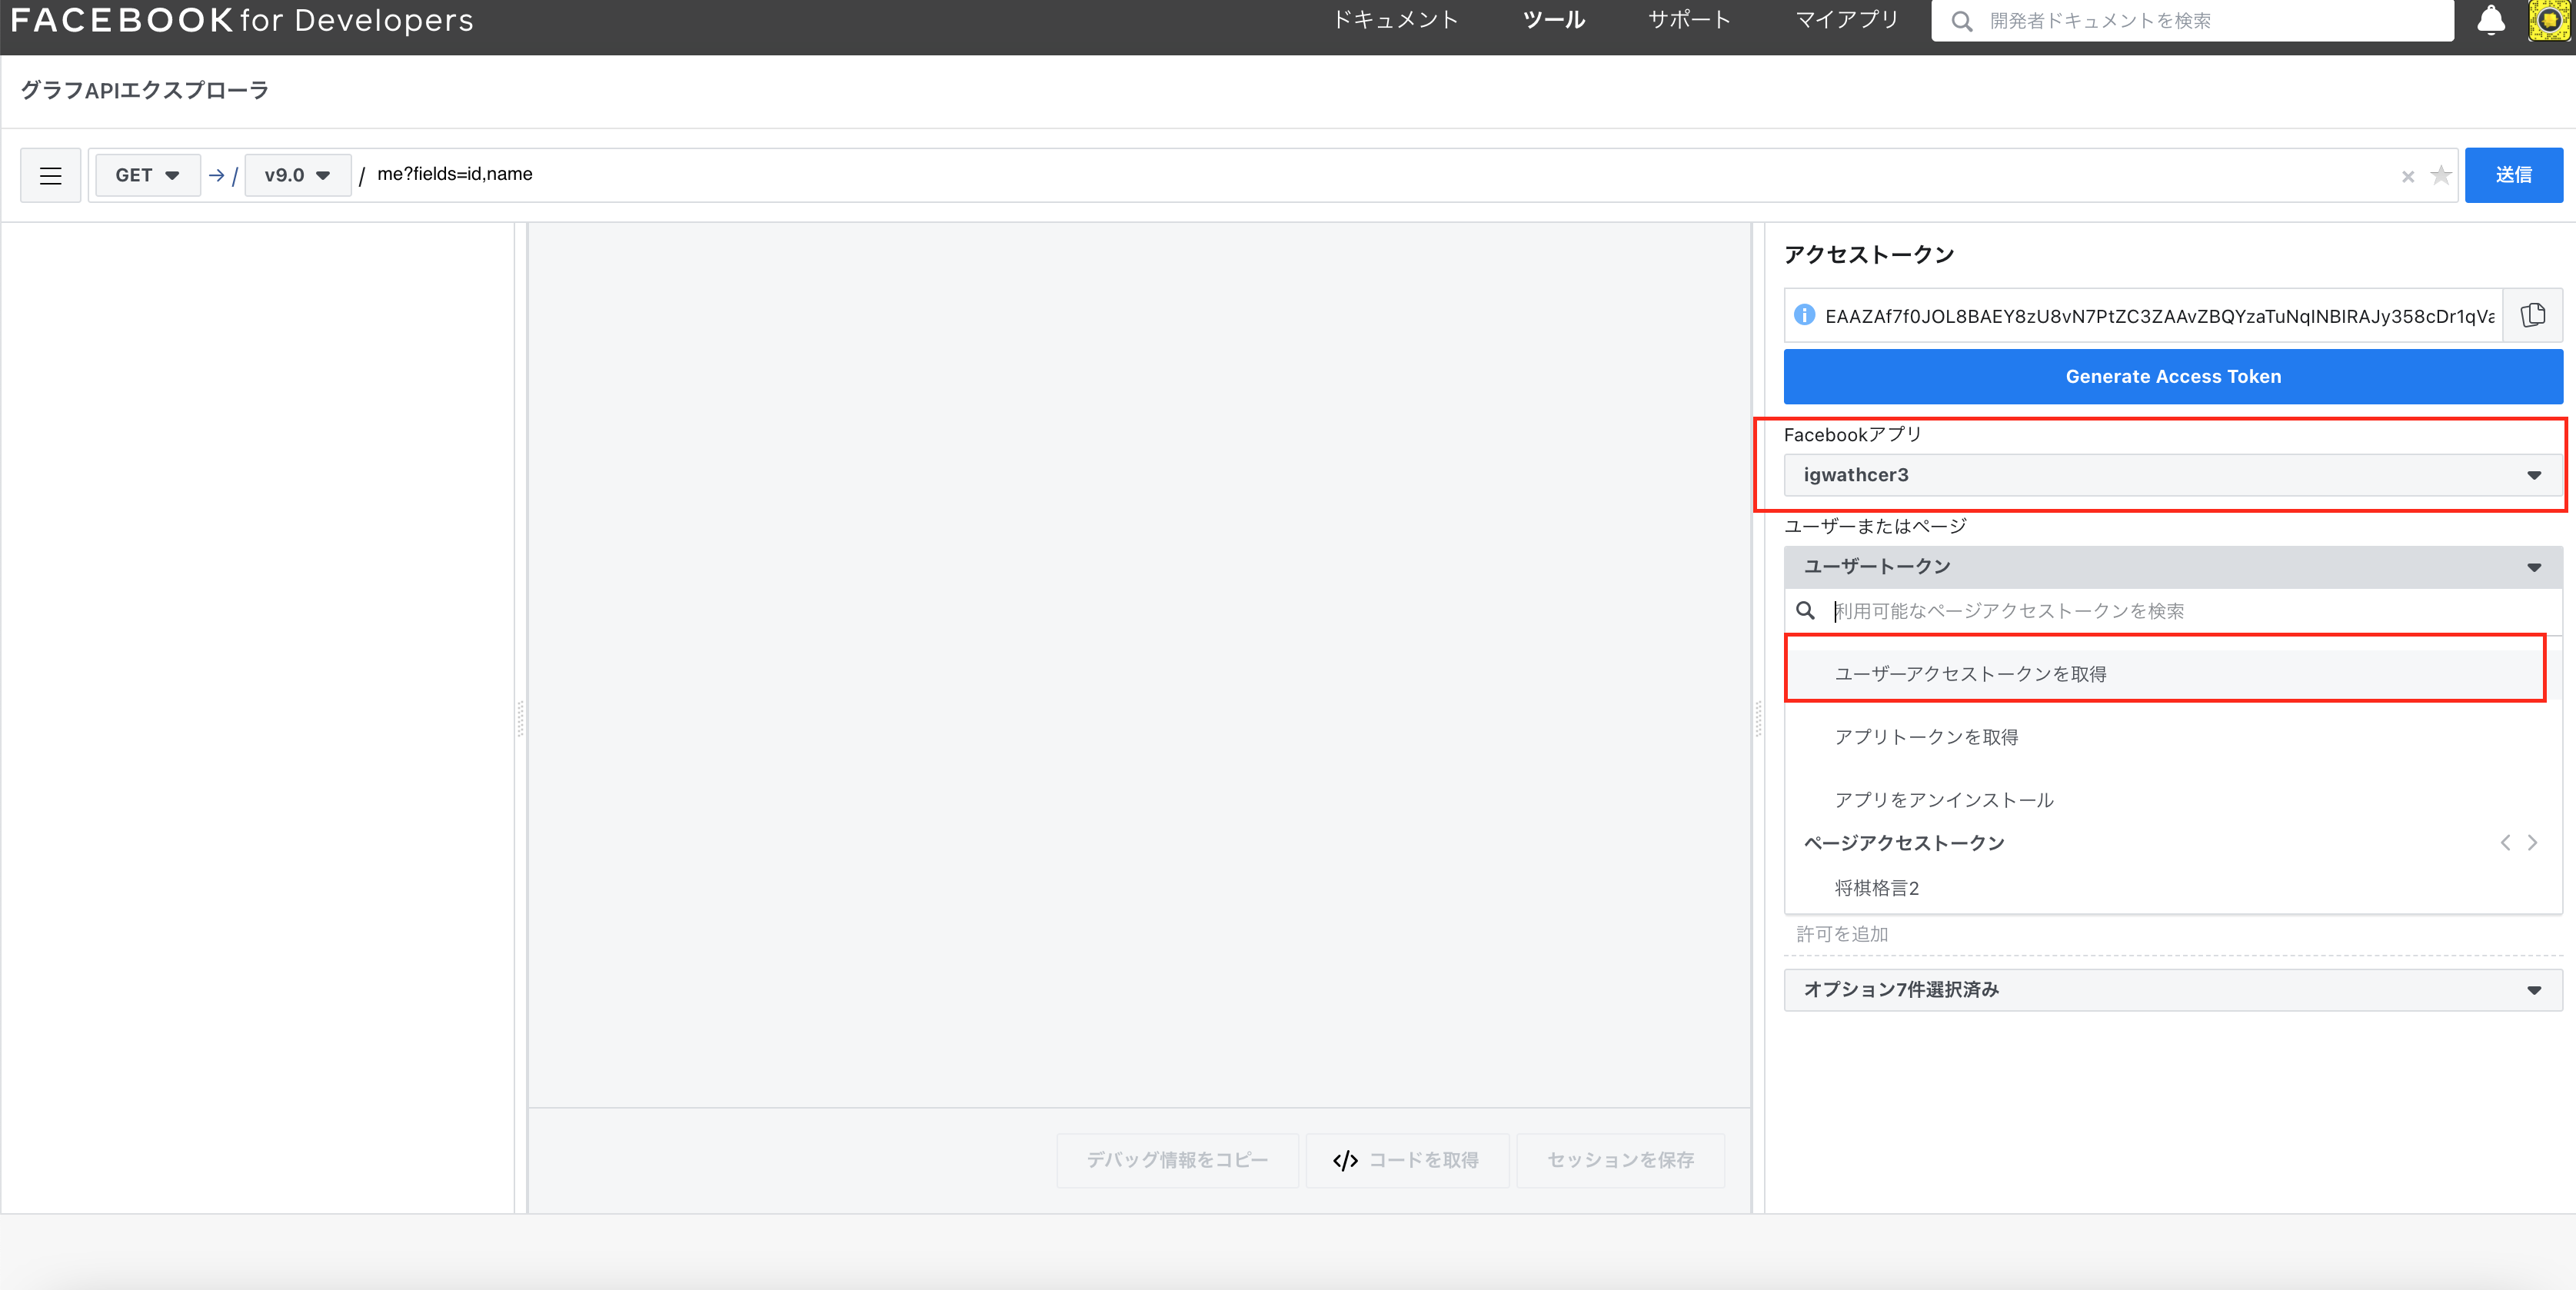 FACEBOOK for Developers
ドキュメント ツール サポート マイアプリ 開発者ドキュメントを検索
グラフAPIエクスプローラ
GET → / v9.0 / me?fields=id,name × 送信
アクセストークン
EAAZAf7f0JOL8BAEY8zU8vN7PtZC3ZAAvZBQYzaTuNqINBIRAJy358cDr1qVa
Generate Access Token
Facebookアプリ
igwathcer3
ユーザーまたはページ
ユーザートークン
利用可能なページアクセストークンを検索
ユーザーアクセストークンを取得
アプリトークンを取得
アプリをアンインストール
ページアクセストークン
将棋格言2
許可を追加
オプション7件選択済み
デバッグ情報をコピー </> コードを取得 セッションを保存